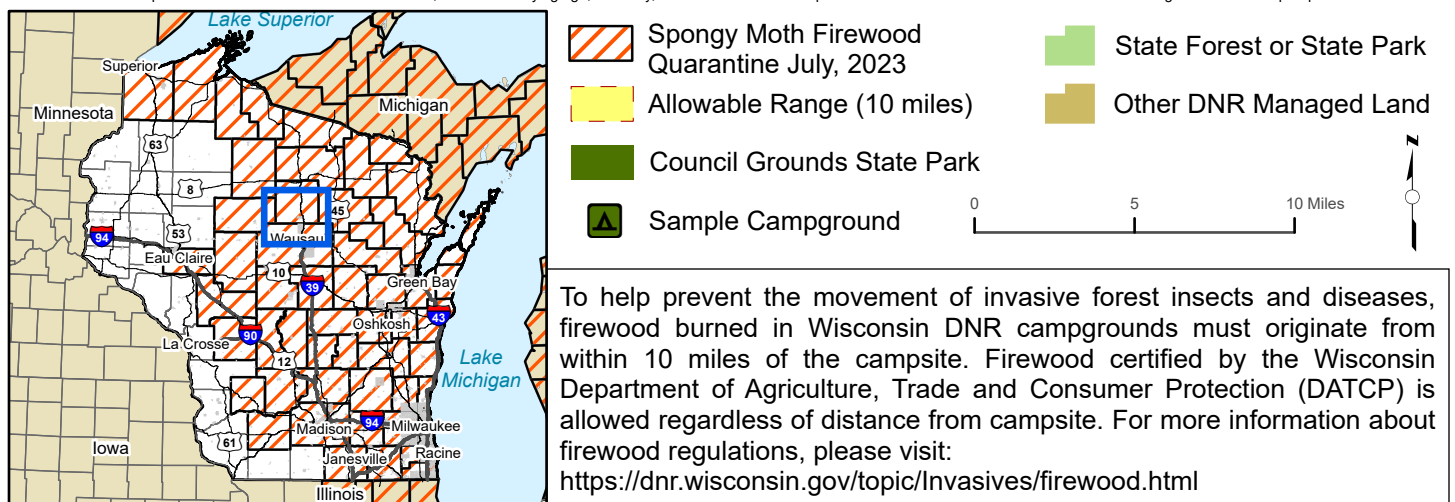 Lake Superior
Superior
Minnesota
Michigan
63
8
45
Wausau
53
94
Eau Claire
10
Green Bay
39
43
Oshkosh
90
La Crosse
12
Lake
Michigan
94
Madison
Milwaukee
61
Iowa
Racine
Janesville
Illinois
Spongy Moth Firewood
Quarantine July, 2023
Allowable Range (10 miles)
Council Grounds State Park
Sample Campground
State Forest or State Park
Other DNR Managed Land
0 5 10 Miles
N
To help prevent the movement of invasive forest insects and diseases,
firewood burned in Wisconsin DNR campgrounds must originate from
within 10 miles of the campsite. Firewood certified by the Wisconsin
Department of Agriculture, Trade and Consumer Protection (DATCP) is
allowed regardless of distance from campsite. For more information about
firewood regulations, please visit:
https://dnr.wisconsin.gov/topic/Invasives/firewood.html